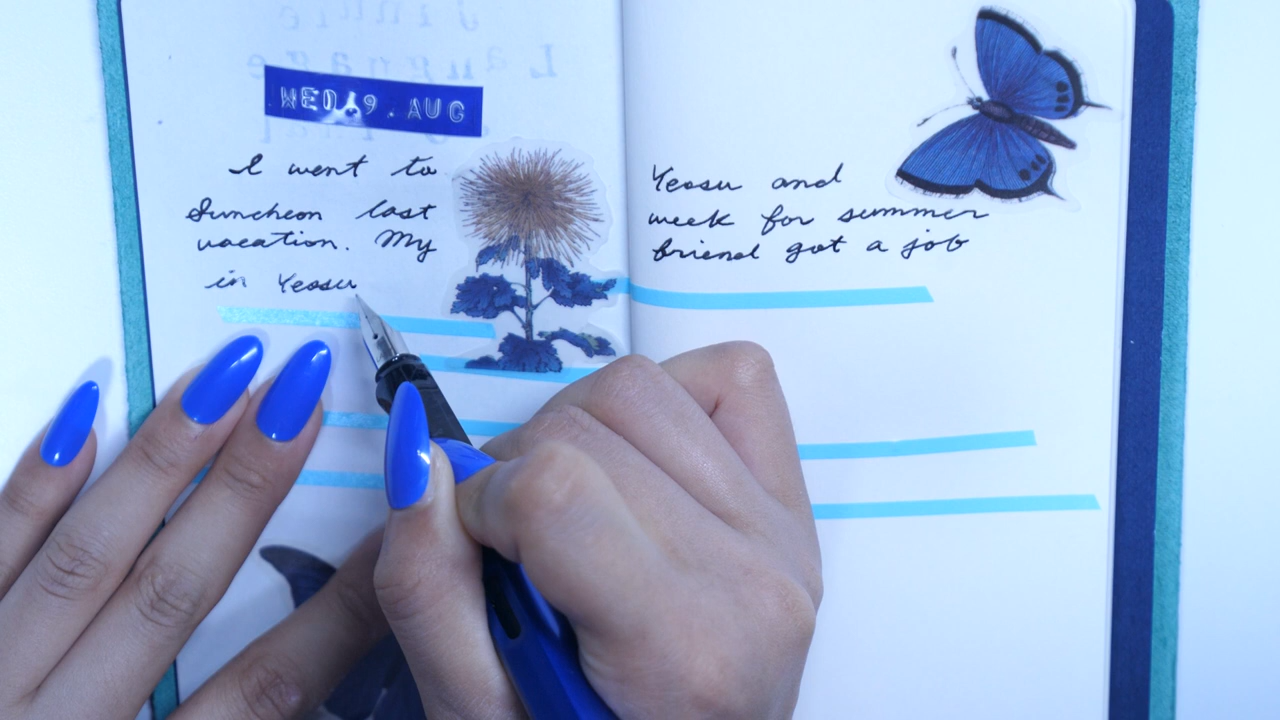 WED.9. AUG
I went to Yeosu and
Suncheon last week for summer
vacation. My friend got a job
in Yeosu